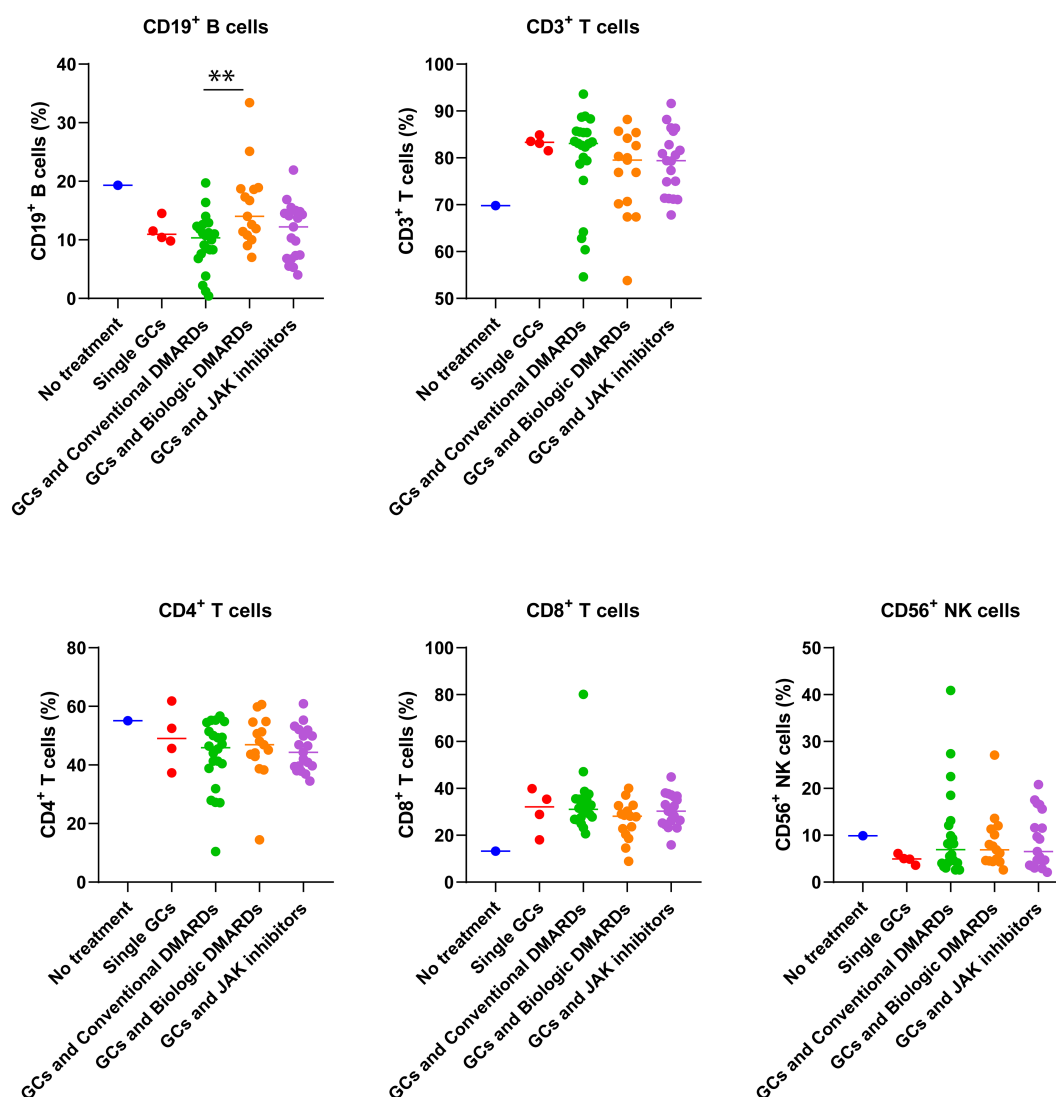 CD19⁺ B cells
CD3⁺ T cells
CD19⁺ B cells (%)
40
30
20
10
0
**
No treatment
Single GCs
GCs and Conventional DMARDs
GCs and Biologic DMARDs
GCs and JAK inhibitors
CD3⁺ T cells (%)
100
90
80
70
60
50
No treatment
Single GCs
GCs and Conventional DMARDs
GCs and Biologic DMARDs
GCs and JAK inhibitors
CD4⁺ T cells
CD8⁺ T cells
CD56⁺ NK cells
CD4⁺ T cells (%)
80
60
40
20
0
No treatment
Single GCs
GCs and Conventional DMARDs
GCs and Biologic DMARDs
GCs and JAK inhibitors
CD8⁺ T cells (%)
100
80
60
40
20
0
No treatment
Single GCs
GCs and Conventional DMARDs
GCs and Biologic DMARDs
GCs and JAK inhibitors
CD56⁺ NK cells (%)
50
40
30
20
10
0
No treatment
Single GCs
GCs and Conventional DMARDs
GCs and Biologic DMARDs
GCs and JAK inhibitors